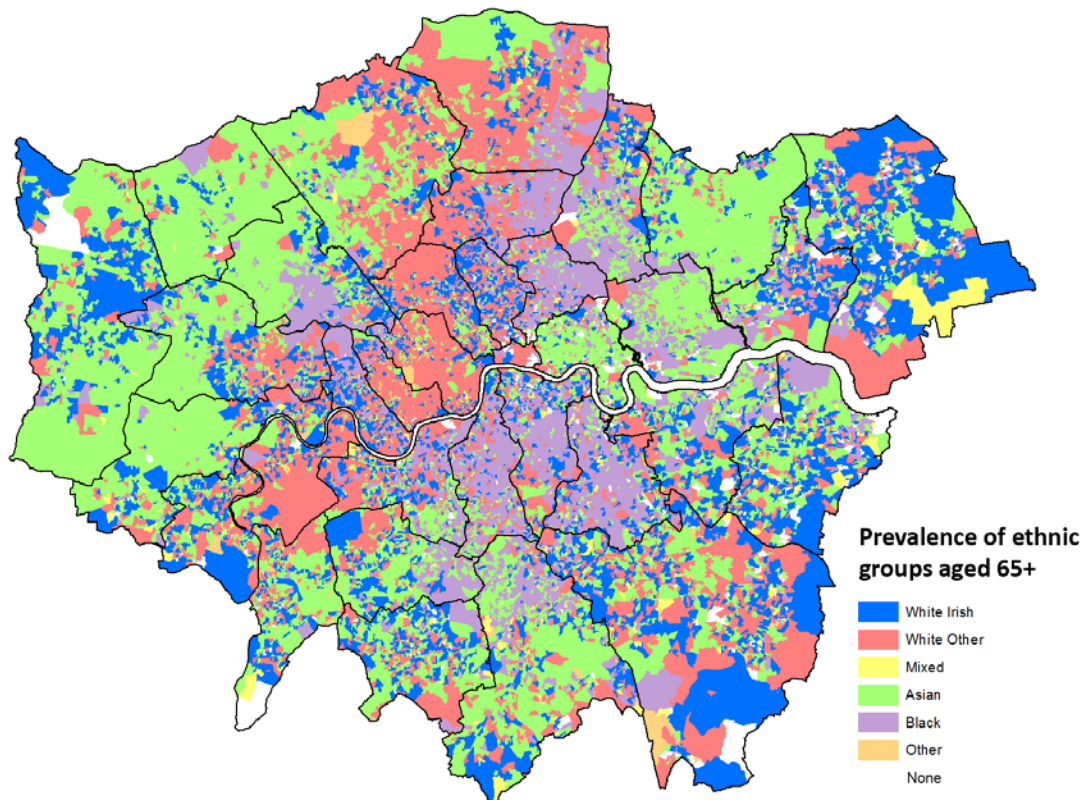 Prevalence of ethnic
groups aged 65+
White Irish
White Other
Mixed
Asian
Black
Other
None